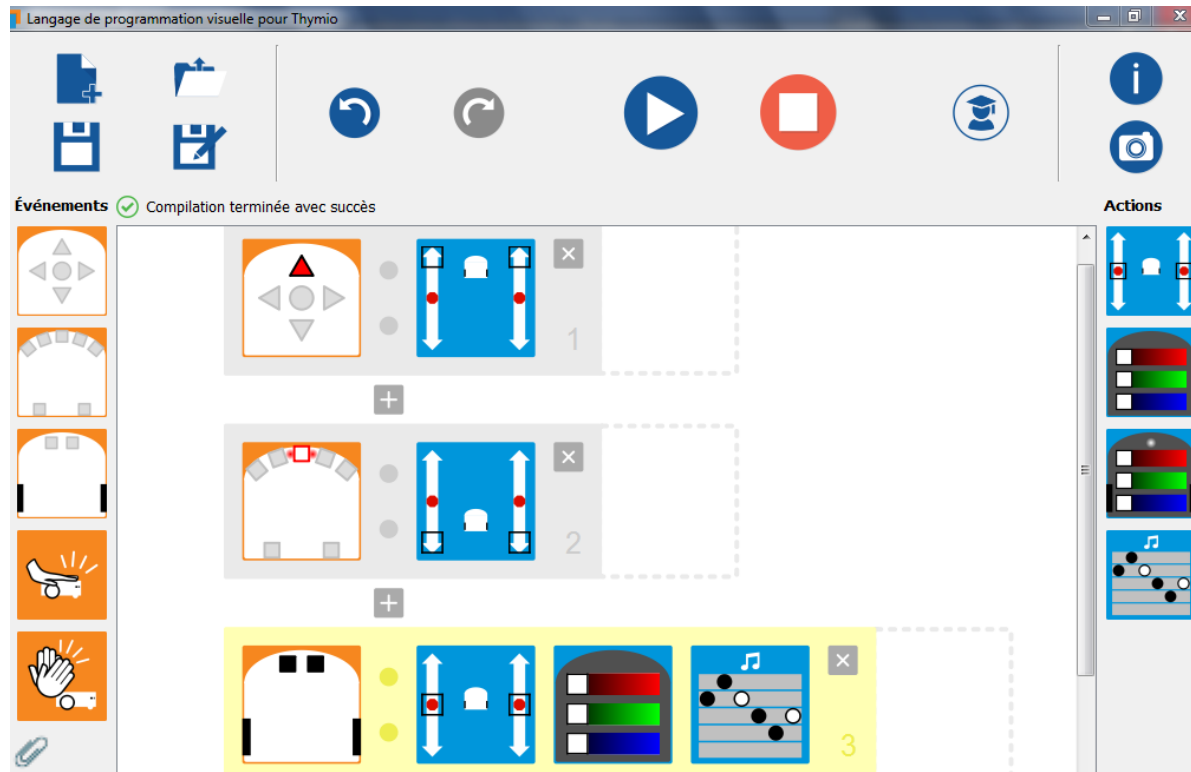 Langage de programmation visuelle pour Thymio
Événements
Compilation terminée avec succès
Actions
1
2
3